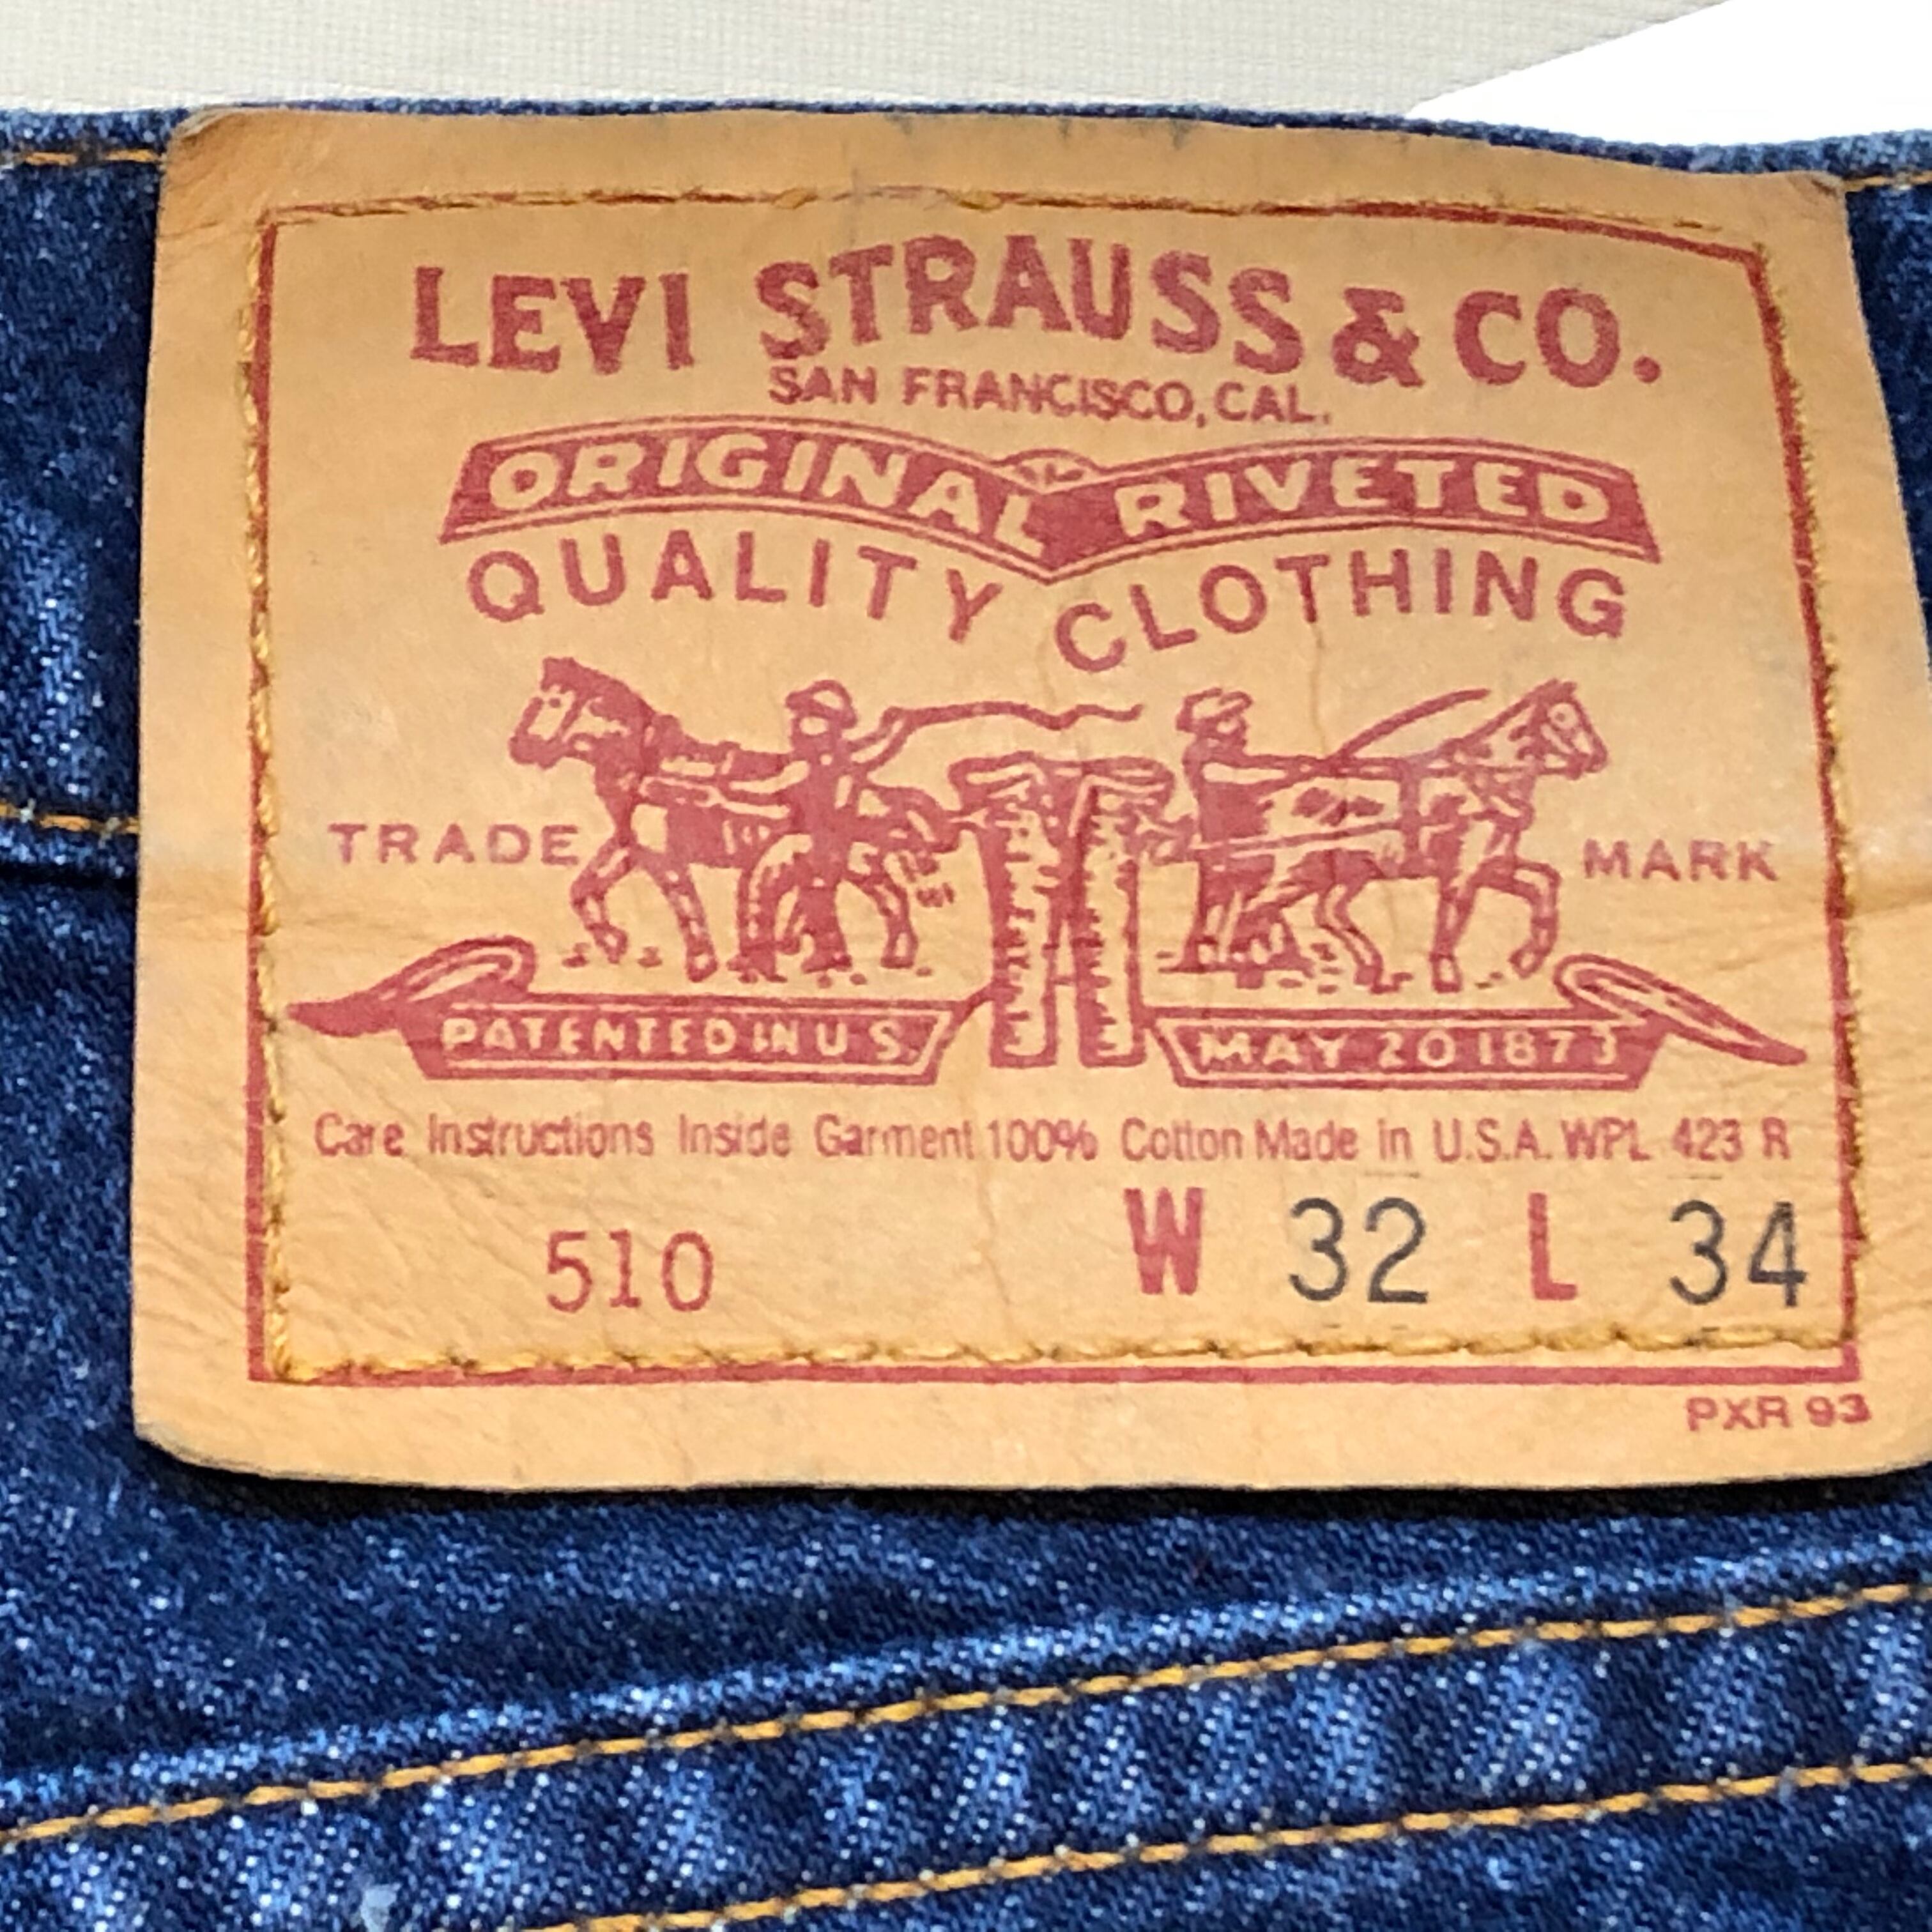 LEVI STRAUSS & CO.
SAN FRANCISCO, CAL.
ORIGINAL RIVETED
QUALITY CLOTHING
TRADE MARK
PATENTED IN U.S. MAY 20 1873
Care Instructions Inside Garment 100% Cotton Made in U.S.A. WPL 423 R
510 W 32 L 34
PXR 93